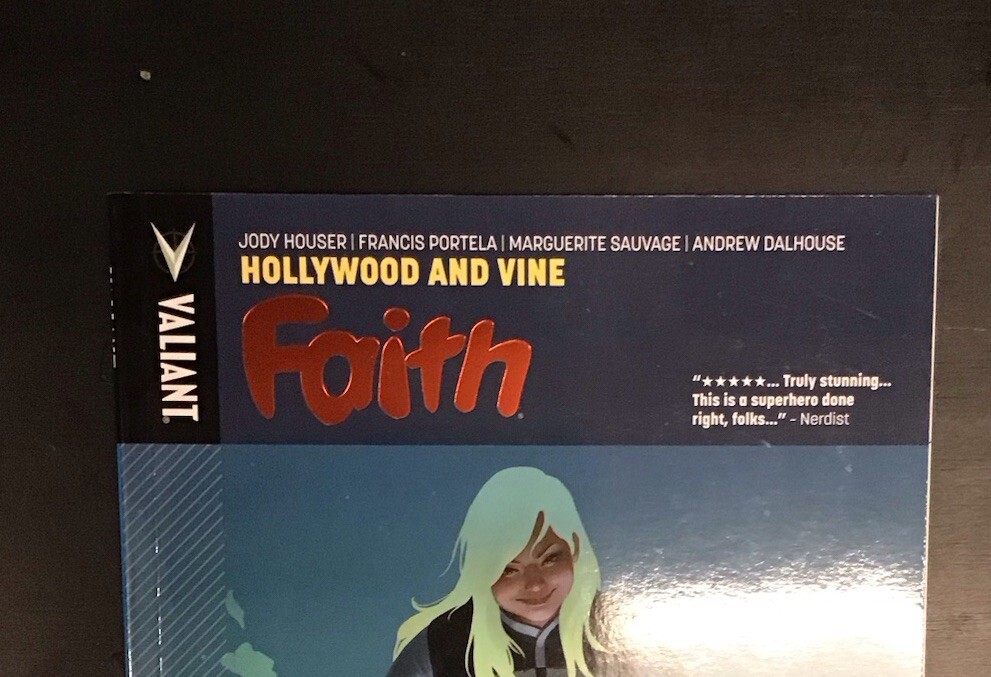 JODY HOUSER | FRANCIS PORTELA | MARGUERITE SAUVAGE | ANDREW DALHOUSE
HOLLYWOOD AND VINE
Faith
VALIANT
"★★★★★... Truly stunning...
This is a superhero done
right, folks..." – Nerdist